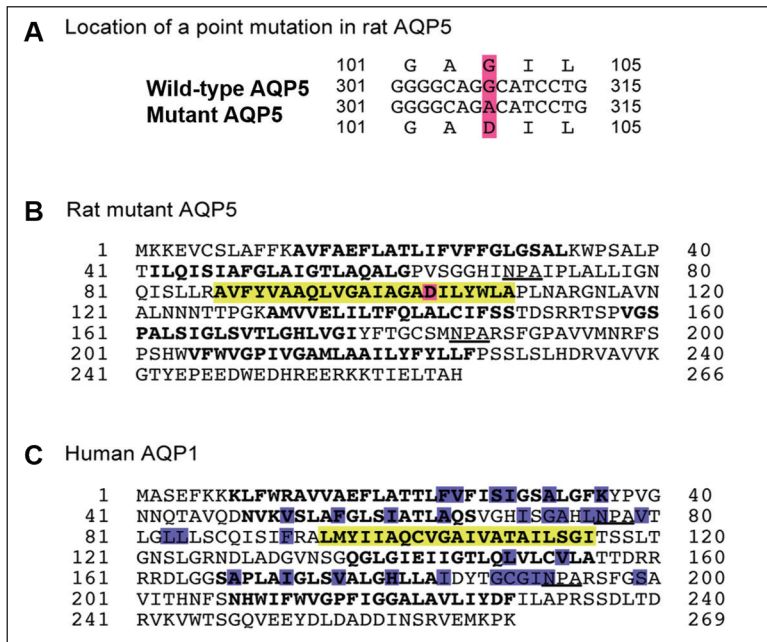 A Location of a point mutation in rat AQP5
101 G A G I L 105
Wild-type AQP5 301 GGGGCAGGCATCCTG 315
Mutant AQP5 301 GGGGCAGACATCCTG 315
101 G A D I L 105
B Rat mutant AQP5
1 MKKEVCSLAFFKAVFAEFLATLIFVFFGLGSALKWPSALP 40
41 TILQISIAFGLAIGTLAQALGPVSGGHINPAIPLALLIGN 80
81 QISLLRAVFYVAAQLVGAIAGADILYWLAPLNARGNLAVN 120
121 ALNNNTTPGKAMVVELILTFQLALCIFSSTDSRRTSPVGS 160
161 PALSIGLSVTLGHLVGIYFTGCSMNPARSFGPAVVMNRFS 200
201 PSHWVFWVGPIVGAMLAAILYFYLLFPSSLSLHDRVAVVK 240
241 GTYEPEEDWEDHREERKKTIELTAH 266
C Human AQP1
1 MASEFKKKLFWRAVVAEFLATTLFVFISIGSALGFKYPVG 40
41 NNQTAVQDNVKVSLAFGLSIATLAQSVGHISGAHLNPAVT 80
81 LGLLLSCQISIFRALMYIIAQCVGAIVATAILSGITSSLT 120
121 GNSLGRNDLADGVNSGQGLGIEIIGTLQLVLCVLATTDRR 160
161 RRDLGGSAPLAIGLSVALGHLLAIDYTGCGINPARSFGSA 200
201 VITHNFSNHWIFWVGPFIGGALAVLIYDFILAPRSSDLTD 240
241 RVKVWTSGQVEEYDLDADDINSRVEMKPK 269